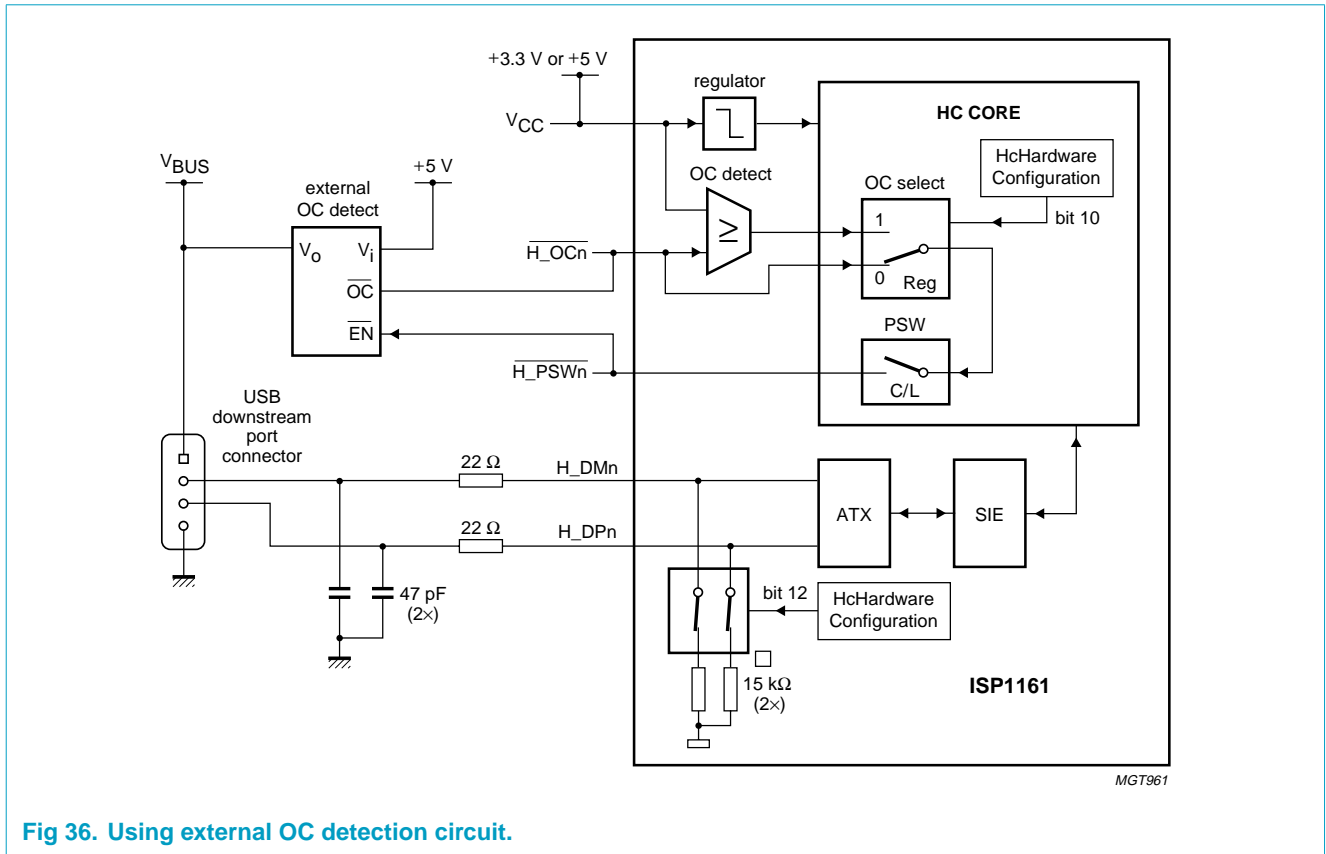 +3.3 V or +5 V
regulator
HC CORE
VCC
HcHardware
Configuration
VBUS
+5 V
external
OC detect
OC detect
OC select
bit 10
1
≥
VO
Vi
H_OCn
0
Reg
OC
PSW
EN
H_PSWn
C/L
USB
downstream
port
connector
22 Ω
H_DMn
ATX
SIE
22 Ω
H_DPn
47 pF
(2×)
bit 12
HcHardware
Configuration
15 kΩ
(2×)
ISP1161
MGT961
Fig 36. Using external OC detection circuit.